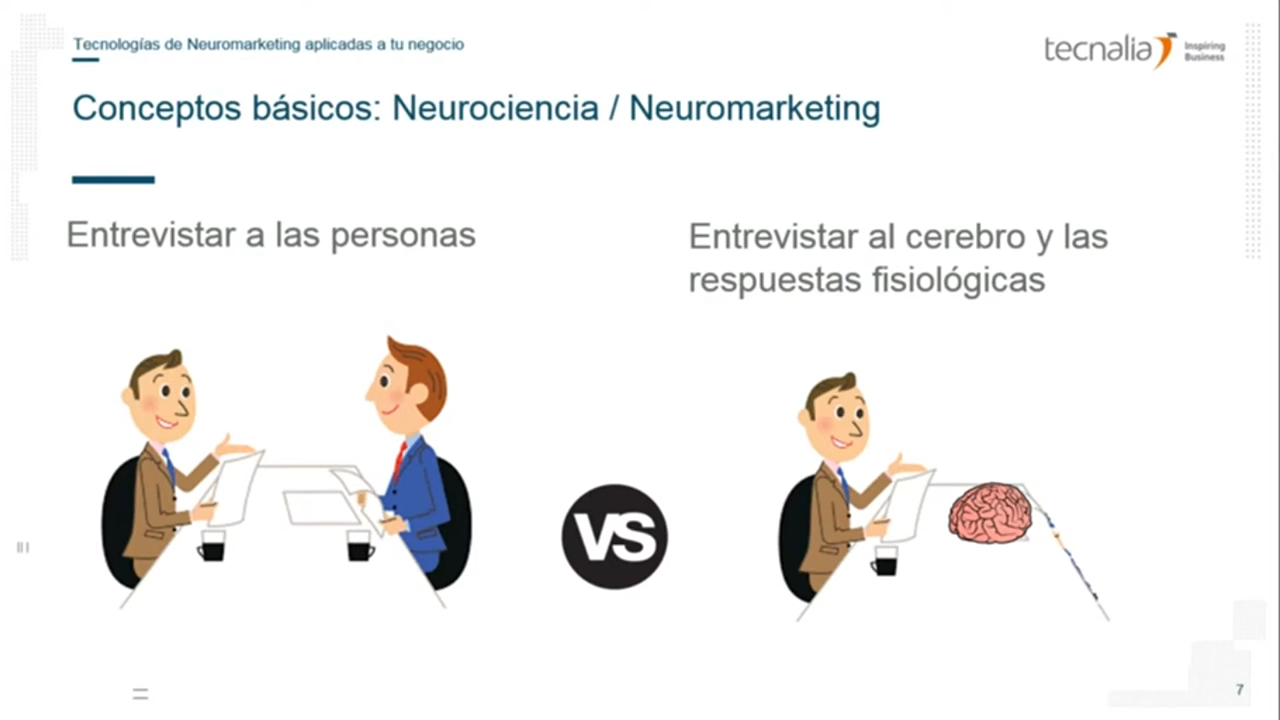 Tecnologías de Neuromarketing aplicadas a tu negocio
tecnalia
Inspiring
Business
Conceptos básicos: Neurociencia / Neuromarketing
Entrevistar a las personas
Entrevistar al cerebro y las
respuestas fisiológicas
VS
7